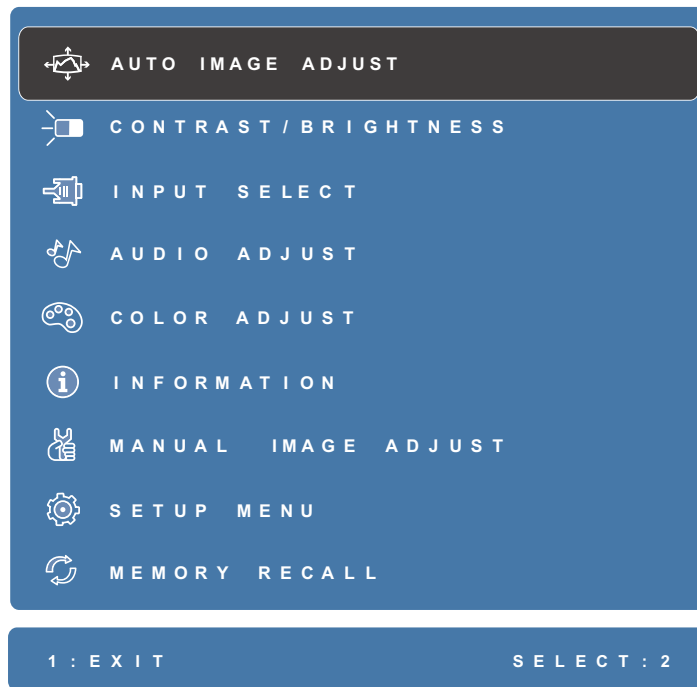 AUTO IMAGE ADJUST
CONTRAST/BRIGHTNESS
INPUT SELECT
AUDIO ADJUST
COLOR ADJUST
INFORMATION
MANUAL IMAGE ADJUST
SETUP MENU
MEMORY RECALL
1:EXIT SELECT:2